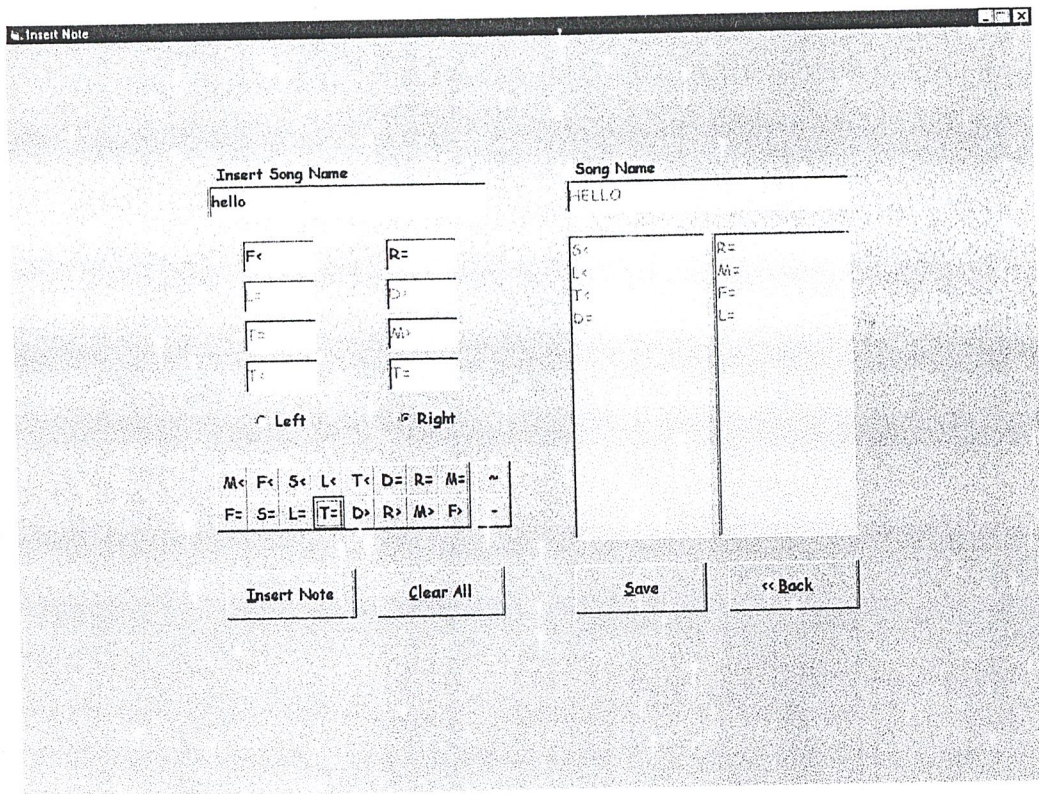 Insert Note
Insert Song Name
hello
F<
R=
L=
D>
M>
T<
T=
Left
Right
M< F< S< L< T< D= R= M= ~
F= S= L= T= D> R> M> F> -
Insert Note
Clear All
Song Name
HELLO
S<
L<
T<
D=
R=
M=
F=
L=
Save
<< Back